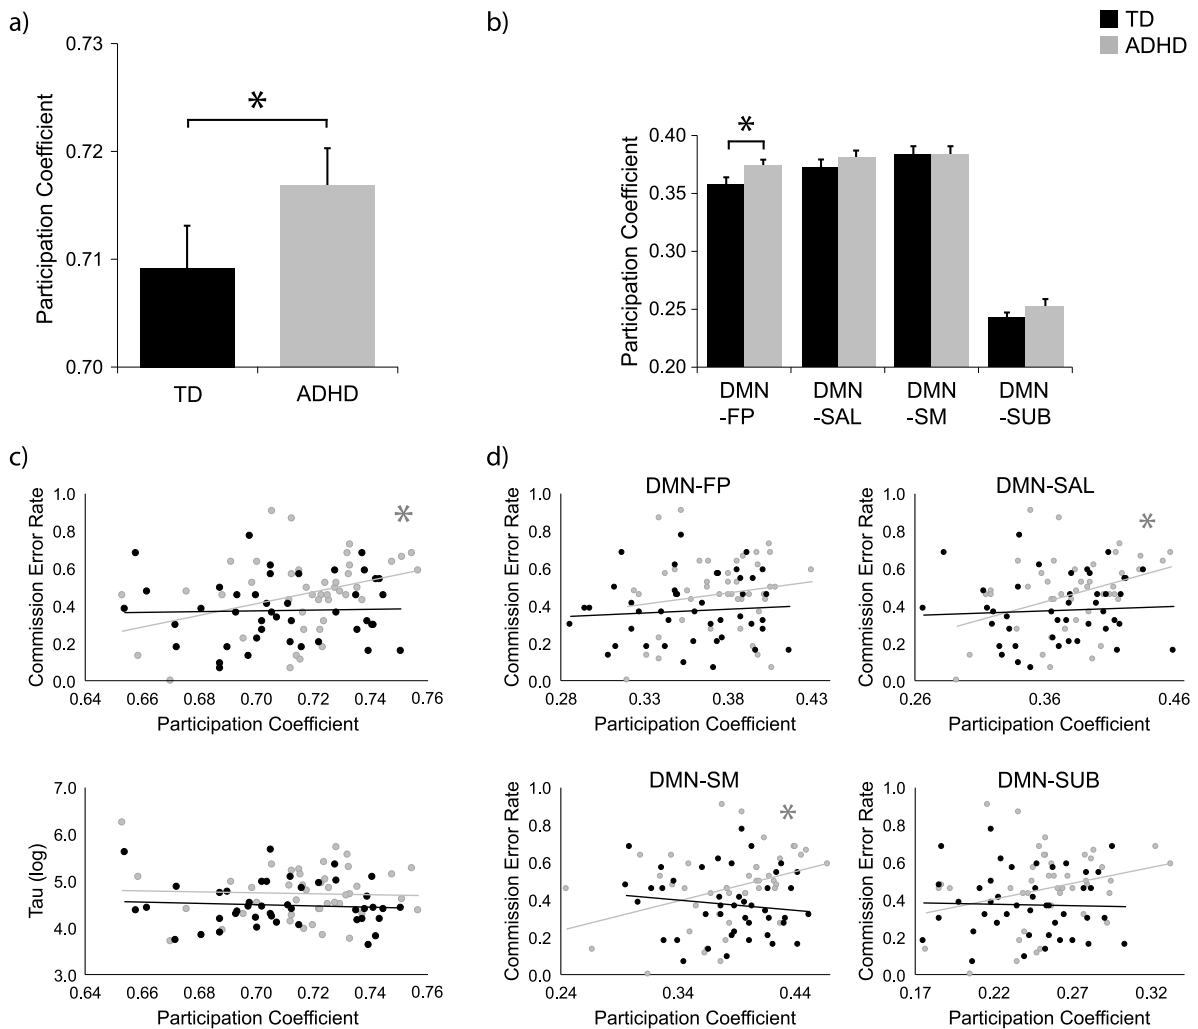 a)
b)
TD
ADHD
0.73
0.72
0.71
0.70
Participation Coefficient
*
TD
ADHD
0.40
0.35
0.30
0.25
0.20
Participation Coefficient
*
DMN
-FP
DMN
-SAL
DMN
-SM
DMN
-SUB
c)
d)
1.0
0.8
0.6
0.4
0.2
0.0
Commission Error Rate
*
0.64
0.66
0.68
0.70
0.72
0.74
0.76
Participation Coefficient
DMN-FP
1.0
0.8
0.6
0.4
0.2
0.0
Commission Error Rate
0.28
0.33
0.38
0.43
Participation Coefficient
DMN-SAL
1.0
0.8
0.6
0.4
0.2
0.0
Commission Error Rate
*
0.26
0.36
0.46
Participation Coefficient
7.0
6.0
5.0
4.0
3.0
Tau (log)
0.64
0.66
0.68
0.70
0.72
0.74
0.76
Participation Coefficient
DMN-SM
1.0
0.8
0.6
0.4
0.2
0.0
Commission Error Rate
*
0.24
0.34
0.44
Participation Coefficient
DMN-SUB
1.0
0.8
0.6
0.4
0.2
0.0
Commission Error Rate
0.17
0.22
0.27
0.32
Participation Coefficient